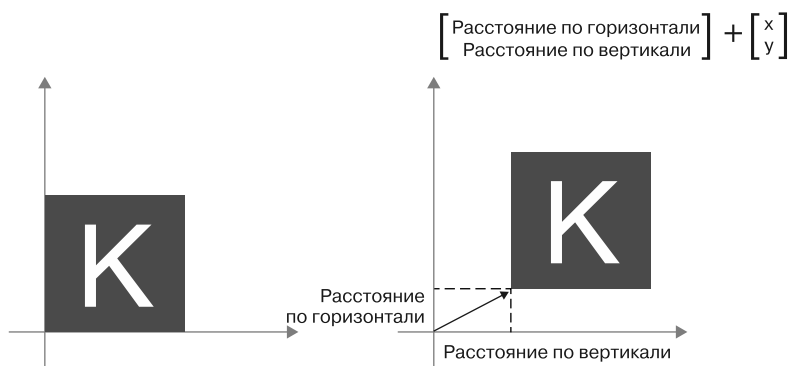 Расстояние по горизонтали + x
Расстояние по вертикали y
K
K
Расстояние
по горизонтали
Расстояние по вертикали